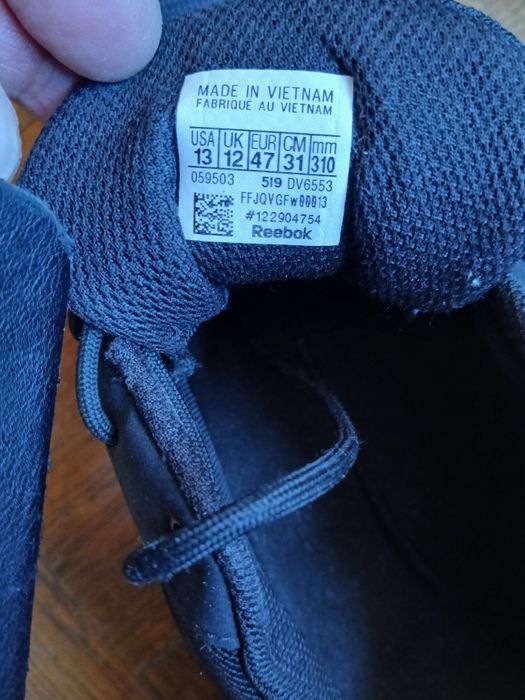 MADE IN VIETNAM
FABRIQUÉ AU VIETNAM
USA UK EUR CM mm
13 12 47 31 310
059503 519 DV6553
FFJQVGFw00013
#122904754
Reebok